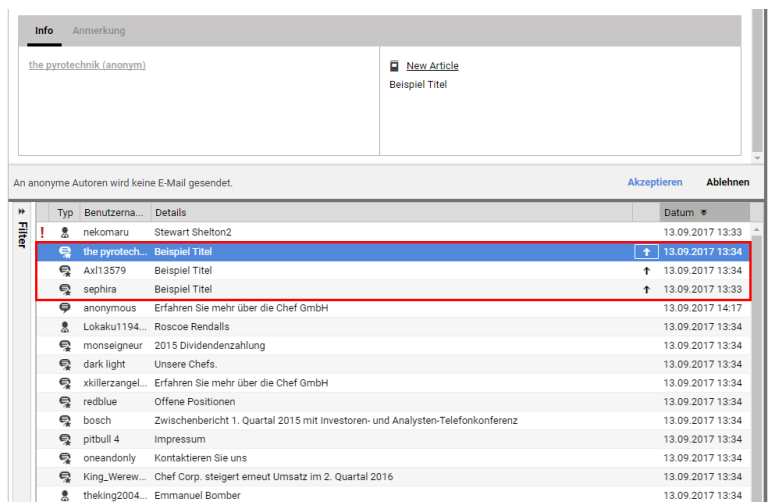 Info Anmerkung
the pyrotechnik (anonym)
New Article
Beispiel Titel
An anonyme Autoren wird keine E-Mail gesendet. Akzeptieren Ablehnen
Filter
Typ Benutzerna... Details Datum
! nekomaru Stewart Shelton2 13.09.2017 13:33
the pyrotech... Beispiel Titel 13.09.2017 13:34
Axl13579 Beispiel Titel 13.09.2017 13:34
sephira Beispiel Titel 13.09.2017 13:33
anonymous Erfahren Sie mehr über die Chef GmbH 13.09.2017 14:17
Lokaku1194... Roscoe Rendalls 13.09.2017 13:34
monseigneur 2015 Dividendenzahlung 13.09.2017 13:34
dark light Unsere Chefs. 13.09.2017 13:34
xkillerzangel... Erfahren Sie mehr über die Chef GmbH 13.09.2017 13:34
redblue Offene Positionen 13.09.2017 13:34
bosch Zwischenbericht 1. Quartal 2015 mit Investoren- und Analysten-Telefonkonferenz 13.09.2017 13:34
pitbull 4 Impressum 13.09.2017 13:34
oneandonly Kontaktieren Sie uns 13.09.2017 13:34
King_Werew... Chef Corp. steigert erneut Umsatz im 2. Quartal 2016 13.09.2017 13:34
theking2004... Emmanuel Bomber 13.09.2017 13:34